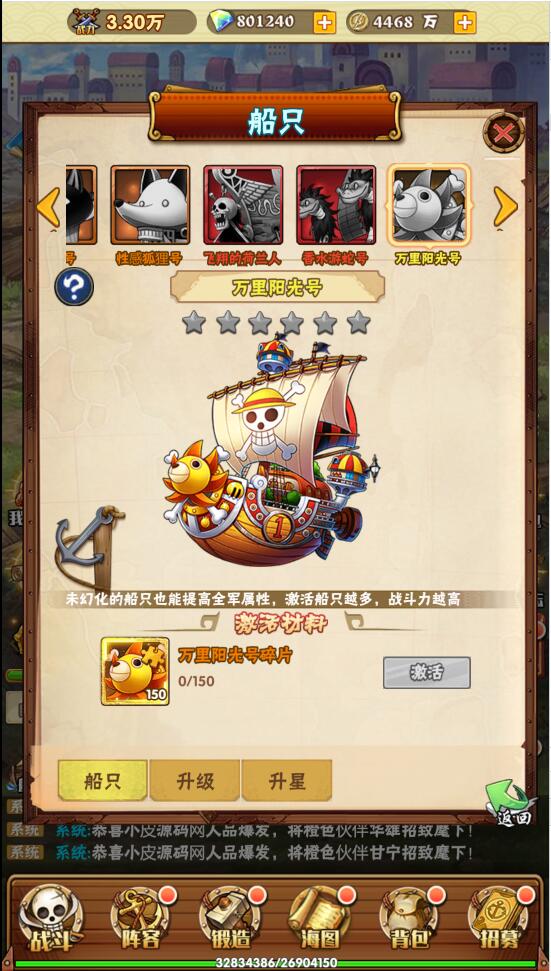 战力 3.30万 801240 4468 万
船只
号 性感狐狸号 飞翔的荷兰人 香水游蛇号 万里阳光号
?
万里阳光号
1
未幻化的船只也能提高全军属性，激活船只越多，战斗力越高
激活材料
万里阳光号碎片
150
0/150
激活
船只 升级 升星
返回
系统 系统:恭喜小皮源码网人品爆发，将橙色伙伴华雄招致麾下!
系统 系统:恭喜小皮源码网人品爆发，将橙色伙伴甘宁招致麾下!
战斗 阵容 锻造 海图 背包 招募
32834386/26904150